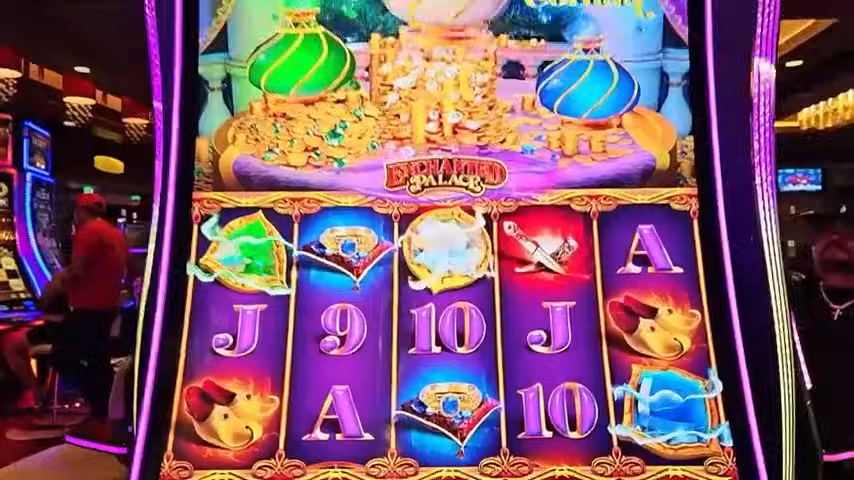 ENCHANTED
PALACE
A
J 9 10 J
A 10